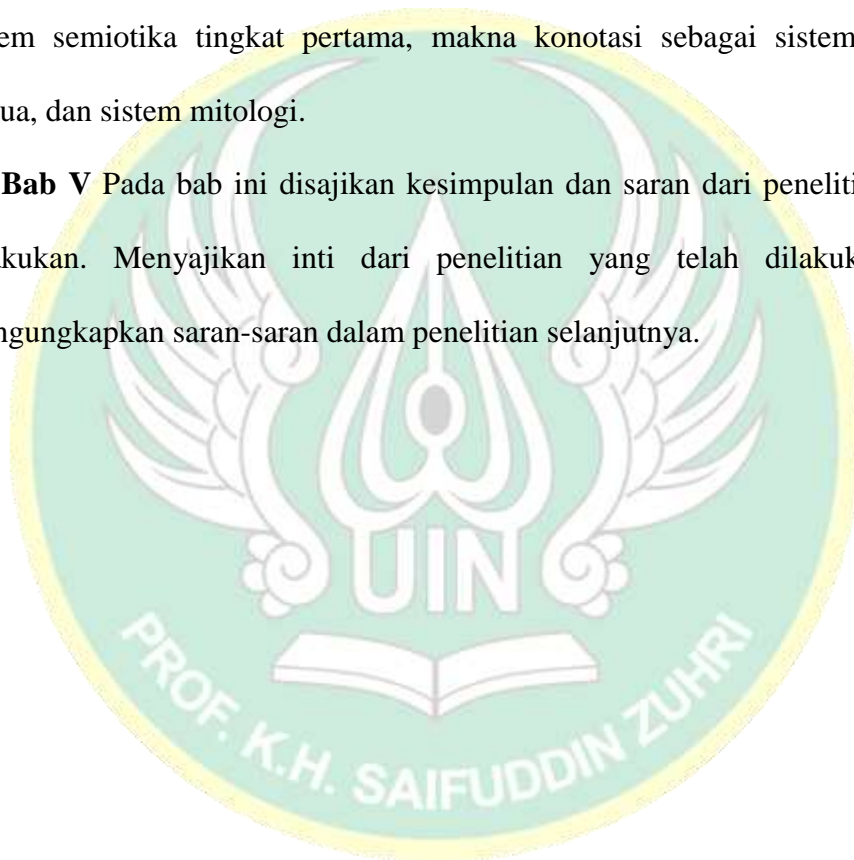 em semiotika tingkat pertama, makna konotasi sebagai sistem
ua, dan sistem mitologi.
Bab V Pada bab ini disajikan kesimpulan dan saran dari peneliti
kukan. Menyajikan inti dari penelitian yang telah dilakuk
ngungkapkan saran-saran dalam penelitian selanjutnya.
UIN
PROF. K.H. SAIFUDDIN ZUHRI